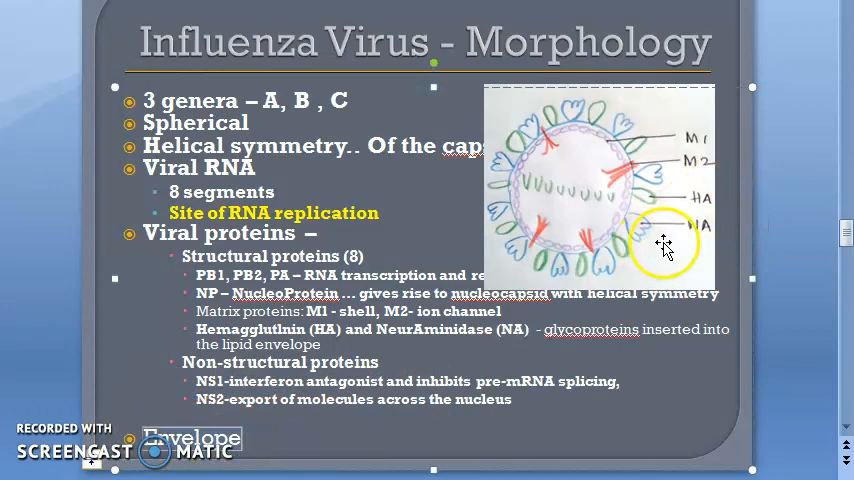 Influenza Virus - Morphology
3 genera – A, B , C
Spherical
Helical symmetry.. Of the caps
Viral RNA
8 segments
Site of RNA replication
Viral proteins –
Structural proteins (8)
PB1, PB2, PA – RNA transcription and re
NP – NucleoProtein ... gives rise to nucleocapsid with helical symmetry
Matrix proteins: M1 - shell, M2- ion channel
Hemagglutnin (HA) and NeurAminidase (NA) - glycoproteins inserted into
the lipid envelope
Non-structural proteins
NS1-interferon antagonist and inhibits pre-mRNA splicing,
NS2-export of molecules across the nucleus
Envelope
M1
M2
HA
NA
RECORDED WITH
SCREENCAST MATIC